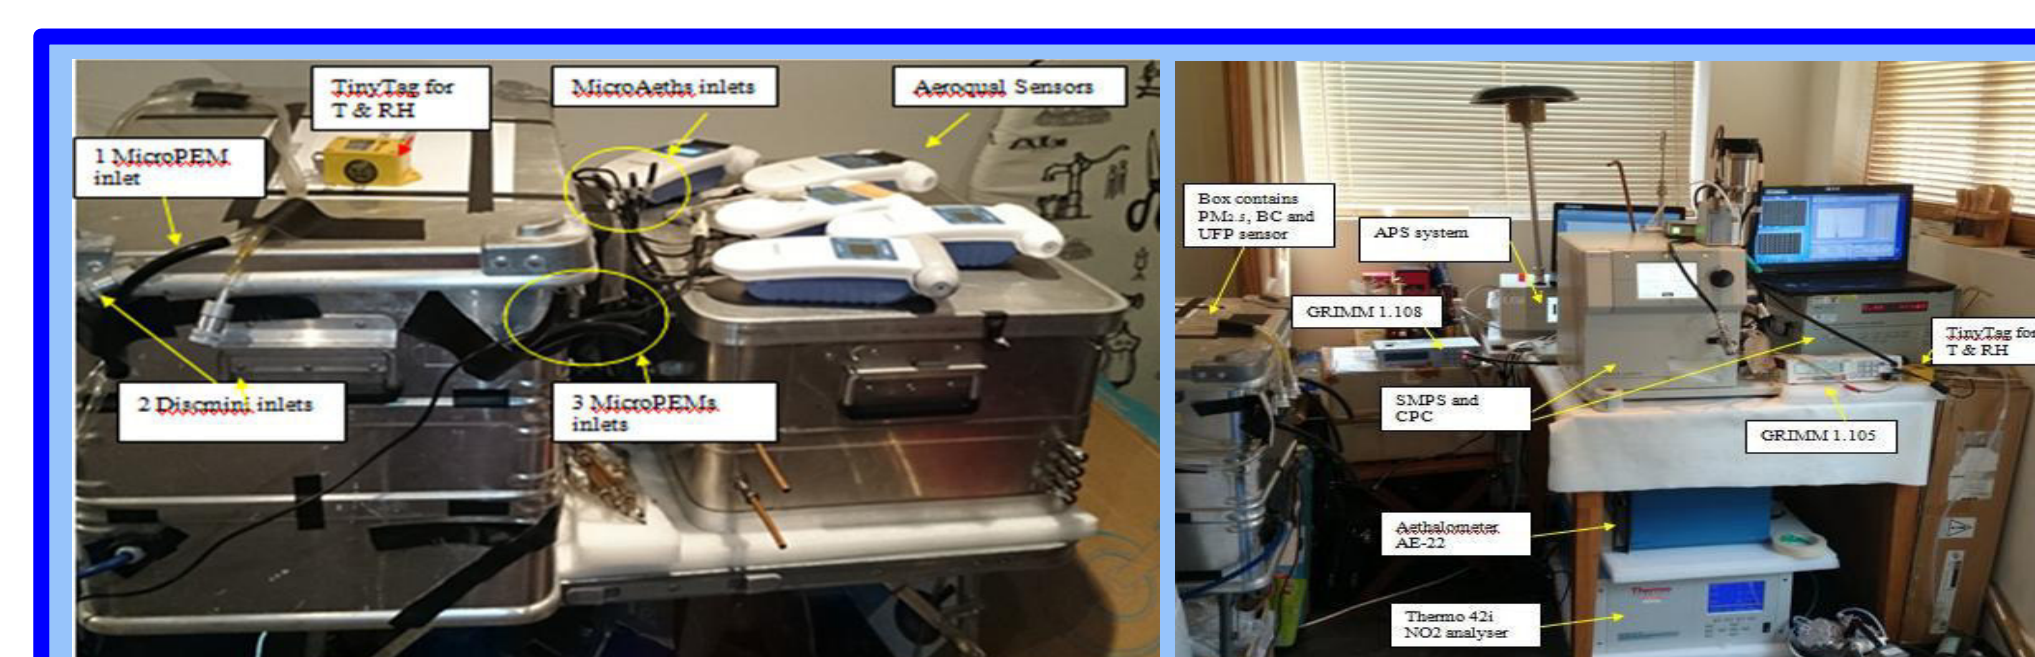 TinyTag for
T & RH
MicroAeths inlets
Aeroqual Sensors
1 MicroPEM
inlet
2 Discmini inlets
3 MicroPEMs
inlets
Box contains
PM2.5, BC and
UFP sensor
APS system
GRIMM 1.108
TinyTag for
T & RH
SMPS and
CPC
GRIMM 1.105
Aethalometer
AE-22
Thermo 42i
NO2 analyser
Thermo